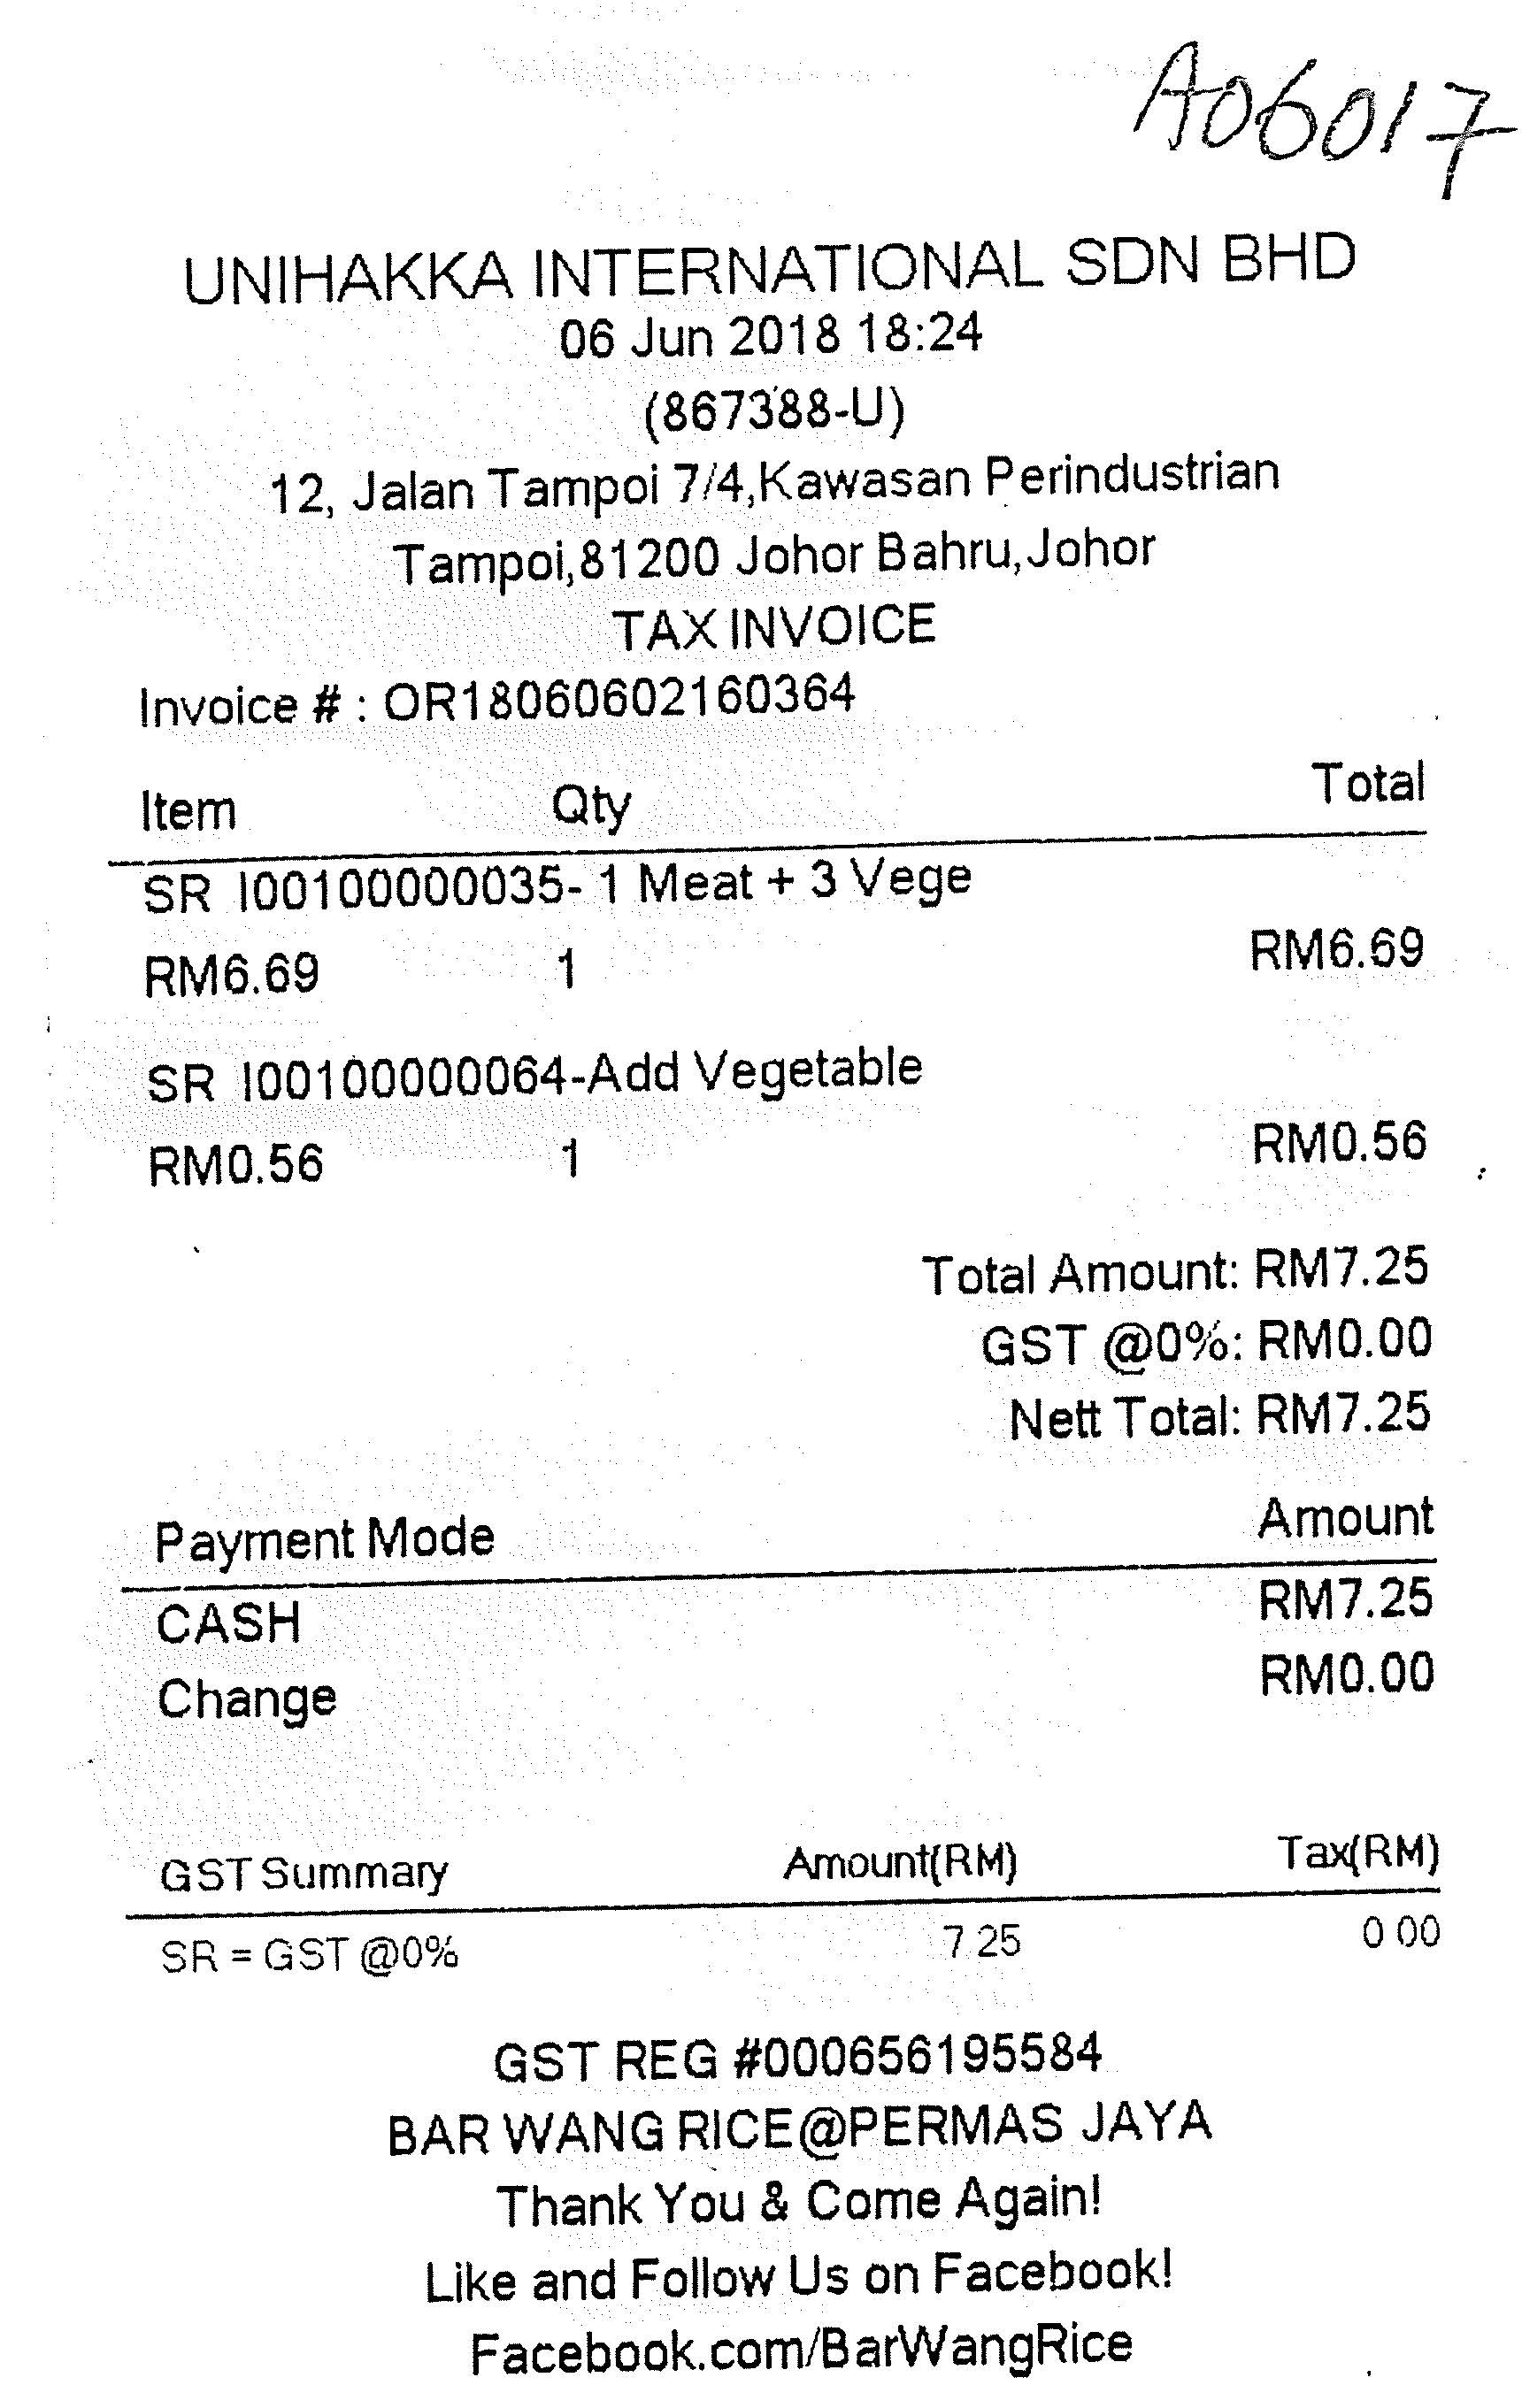 A06017
UNIHAKKA INTERNATIONAL SDN BHD
06 Jun 2018 18:24
(867388-U)
12, Jalan Tampoi 7/4,Kawasan Perindustrian
Tampoi,81200 Johor Bahru,Johor
TAX INVOICE
Invoice # : OR18060602160364
Item Qty Total
SR I00100000035- 1 Meat + 3 Vege
RM6.69 1 RM6.69
SR I00100000064-Add Vegetable
RM0.56 1 RM0.56
Total Amount: RM7.25
GST @0%: RM0.00
Nett Total: RM7.25
Payment Mode Amount
CASH RM7.25
Change RM0.00
GST Summary Amount(RM) Tax(RM)
SR = GST @0% 7.25 0.00
GST REG #000656195584
BAR WANG RICE@PERMAS JAYA
Thank You & Come Again!
Like and Follow Us on Facebook!
Facebook.com/BarWangRice